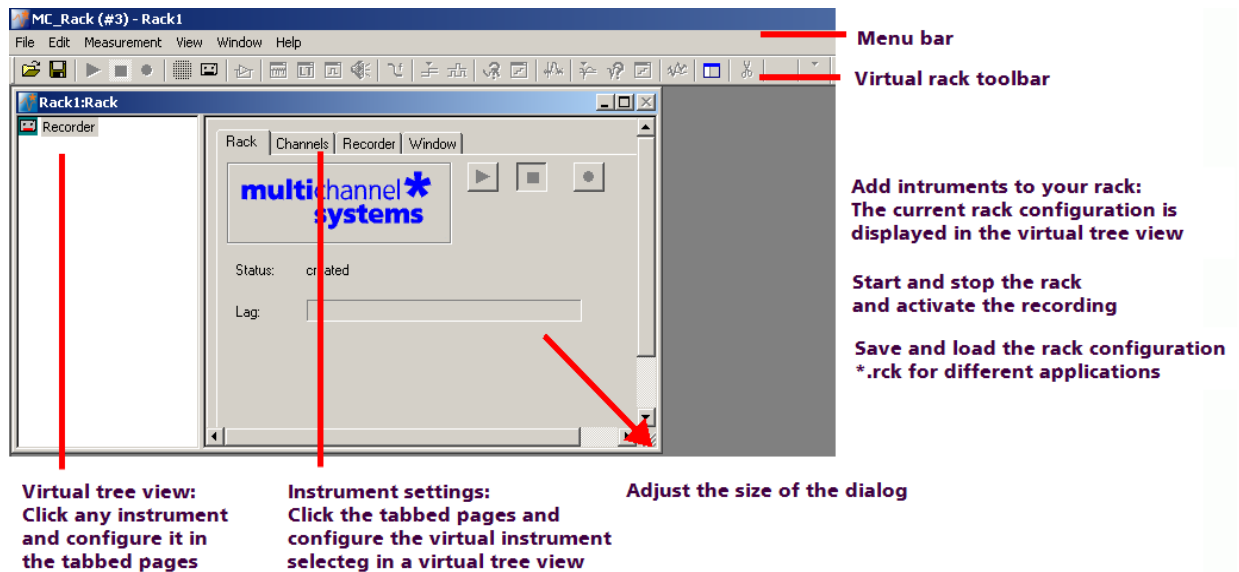 MC_Rack (#3) - Rack1
File Edit Measurement View Window Help
Menu bar
Virtual rack toolbar
Rack1:Rack
Recorder
Rack Channels Recorder Window
multichannel*
systems
Status: created
Lag:
Add intruments to your rack:
The current rack configuration is
displayed in the virtual tree view
Start and stop the rack
and activate the recording
Save and load the rack configuration
*.rck for different applications
Virtual tree view:
Click any instrument
and configure it in
the tabbed pages
Instrument settings:
Click the tabbed pages and
configure the virtual instrument
selecteg in a virtual tree view
Adjust the size of the dialog